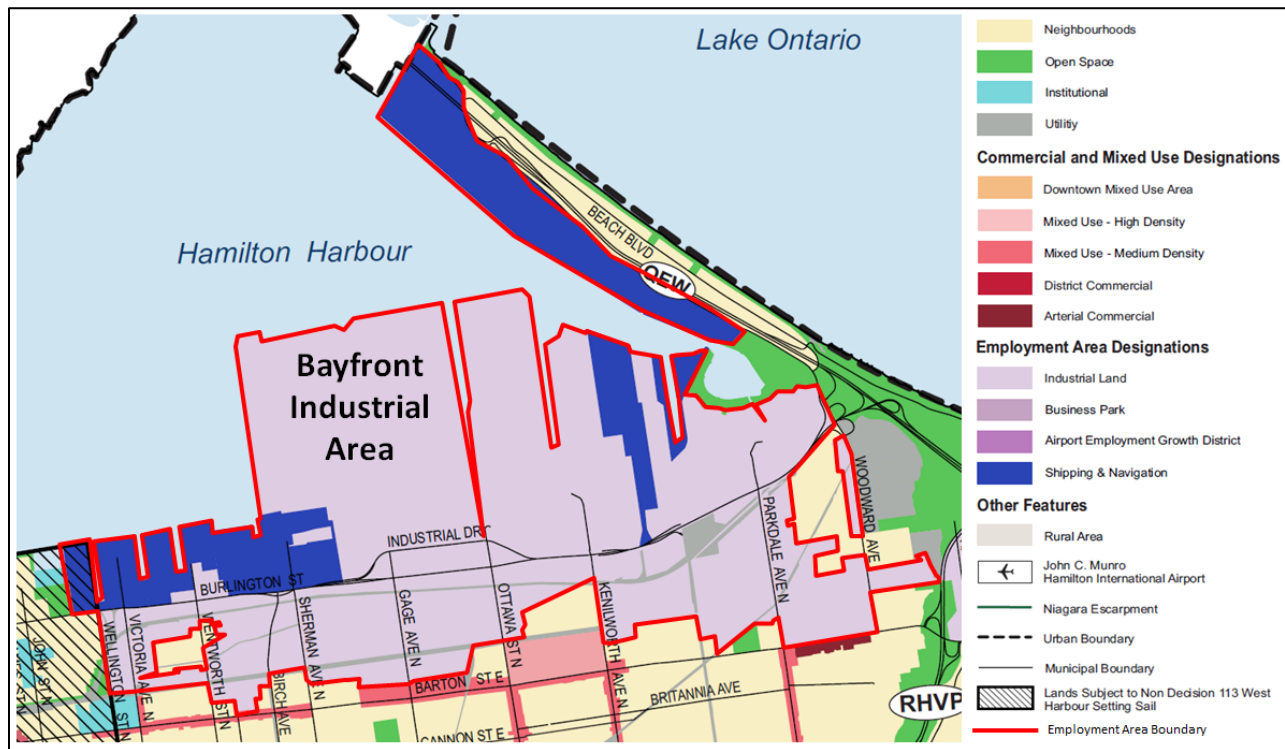 Lake Ontario
Hamilton Harbour
BEACH BLVD
QEW
Bayfront
Industrial
Area
INDUSTRIAL DR
BURLINGTON ST
WOODWARD AVE
PARKDALE AVE N
KENILWORTH AVE N
OTTAWA ST N
GAGE AVE N
SHERMAN AVE N
BIRCH AVE
WENTWORTH ST N
VICTORIA AVE N
WELLINGTON ST N
JOHN ST N
BARTON ST E
BRITANNIA AVE
CANNON ST E
RHVP
Neighbourhoods
Open Space
Institutional
Utilitiy
Commercial and Mixed Use Designations
Downtown Mixed Use Area
Mixed Use - High Density
Mixed Use - Medium Density
District Commercial
Arterial Commercial
Employment Area Designations
Industrial Land
Business Park
Airport Employment Growth District
Shipping & Navigation
Other Features
Rural Area
John C. Munro
Hamilton International Airport
Niagara Escarpment
Urban Boundary
Municipal Boundary
Lands Subject to Non Decision 113 West
Harbour Setting Sail
Employment Area Boundary